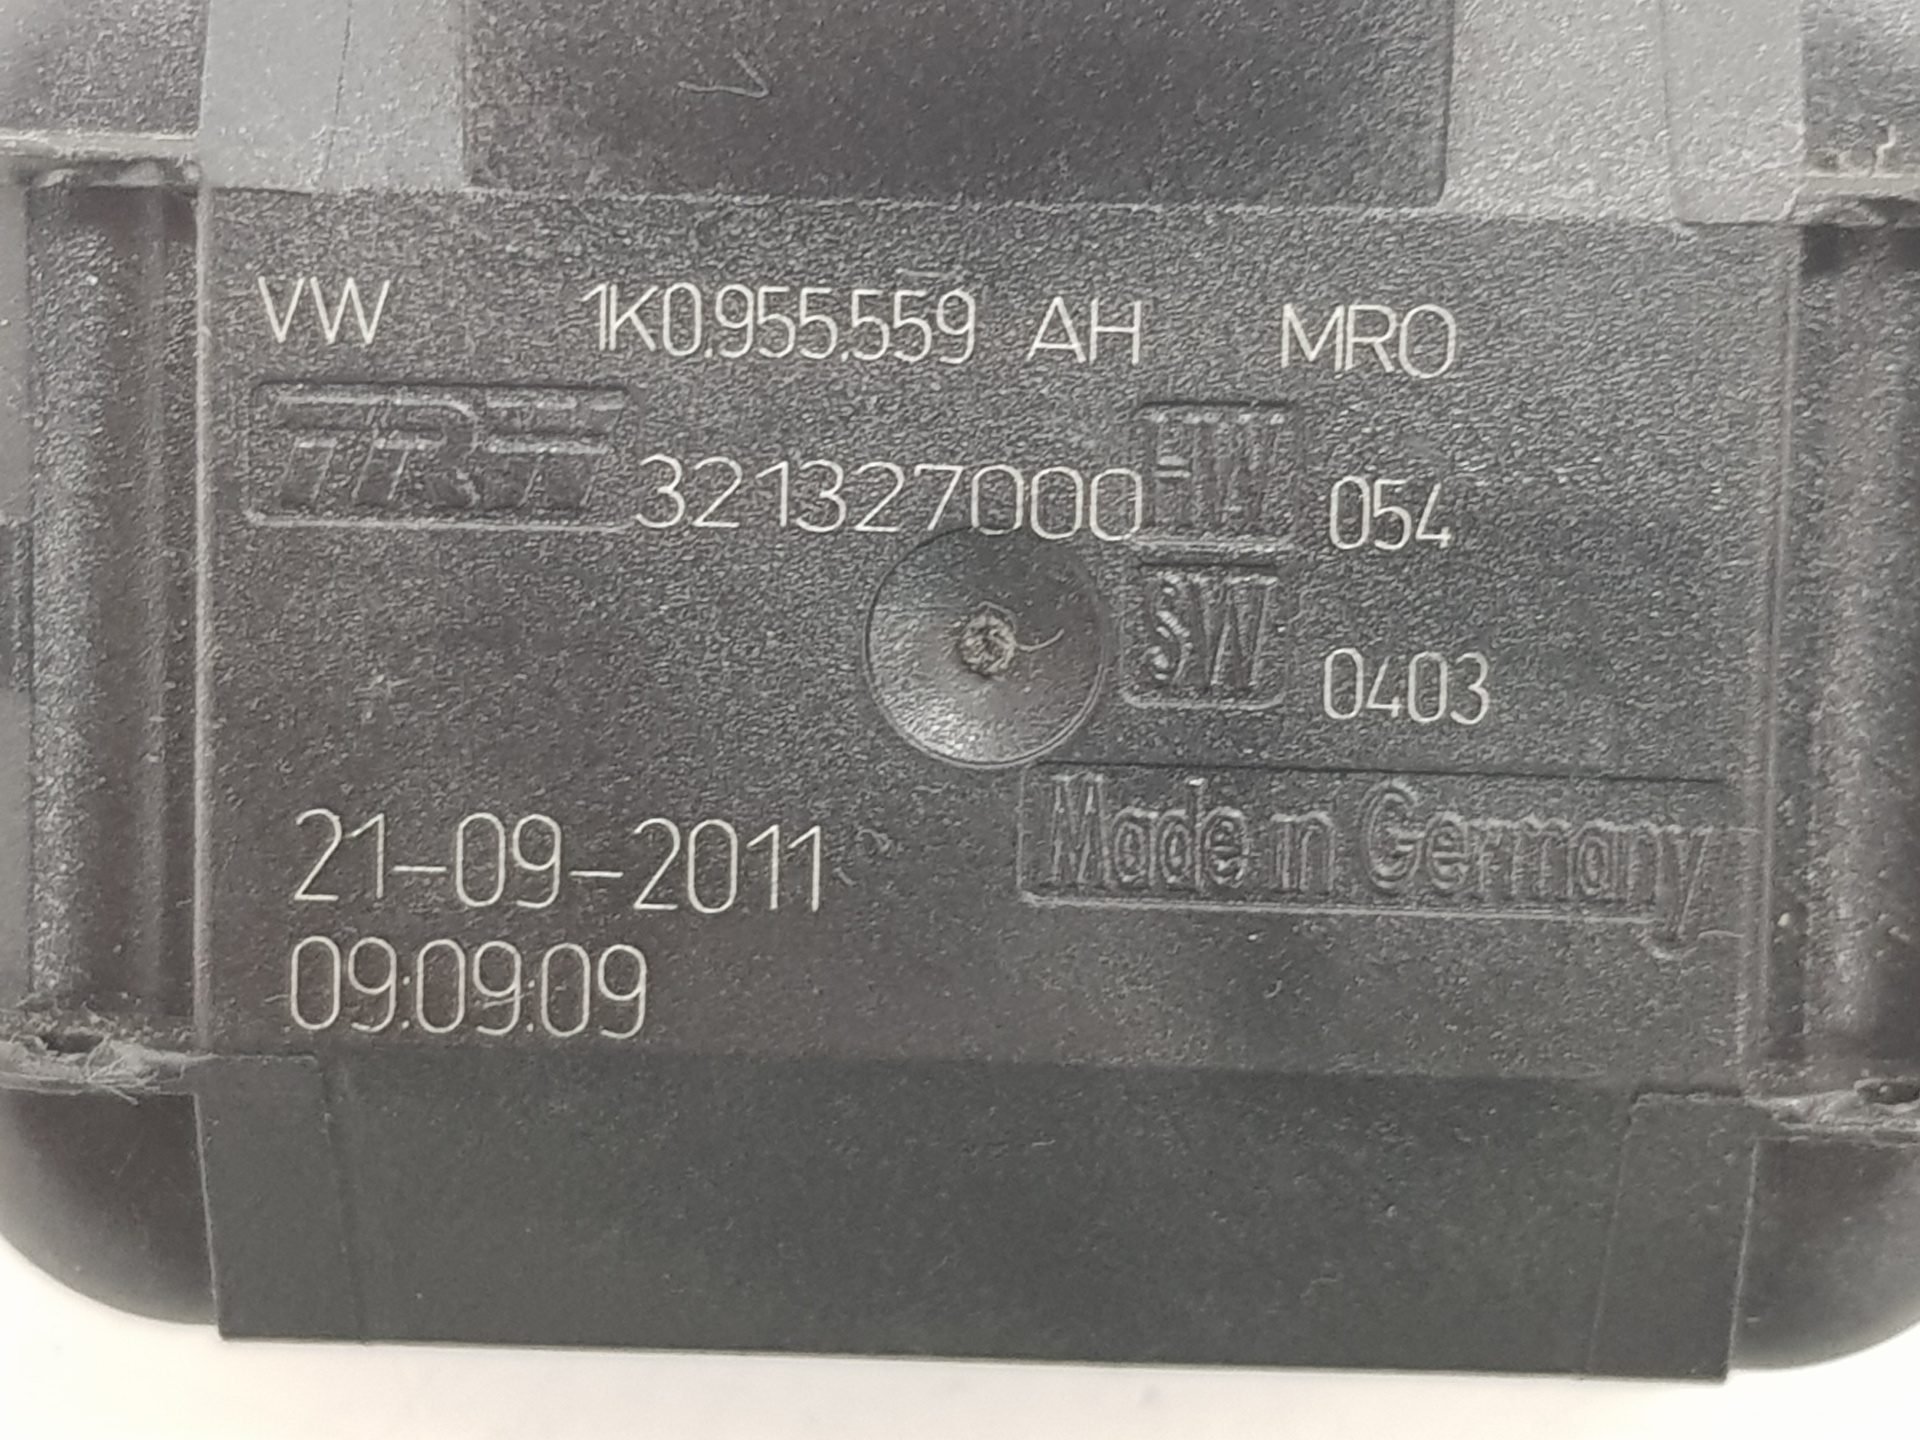 VW 1K0.955.559 AH MRO
TRW 321327000 HW 054
SW 0403
21-09-2011 Made in Germany
09:09:09